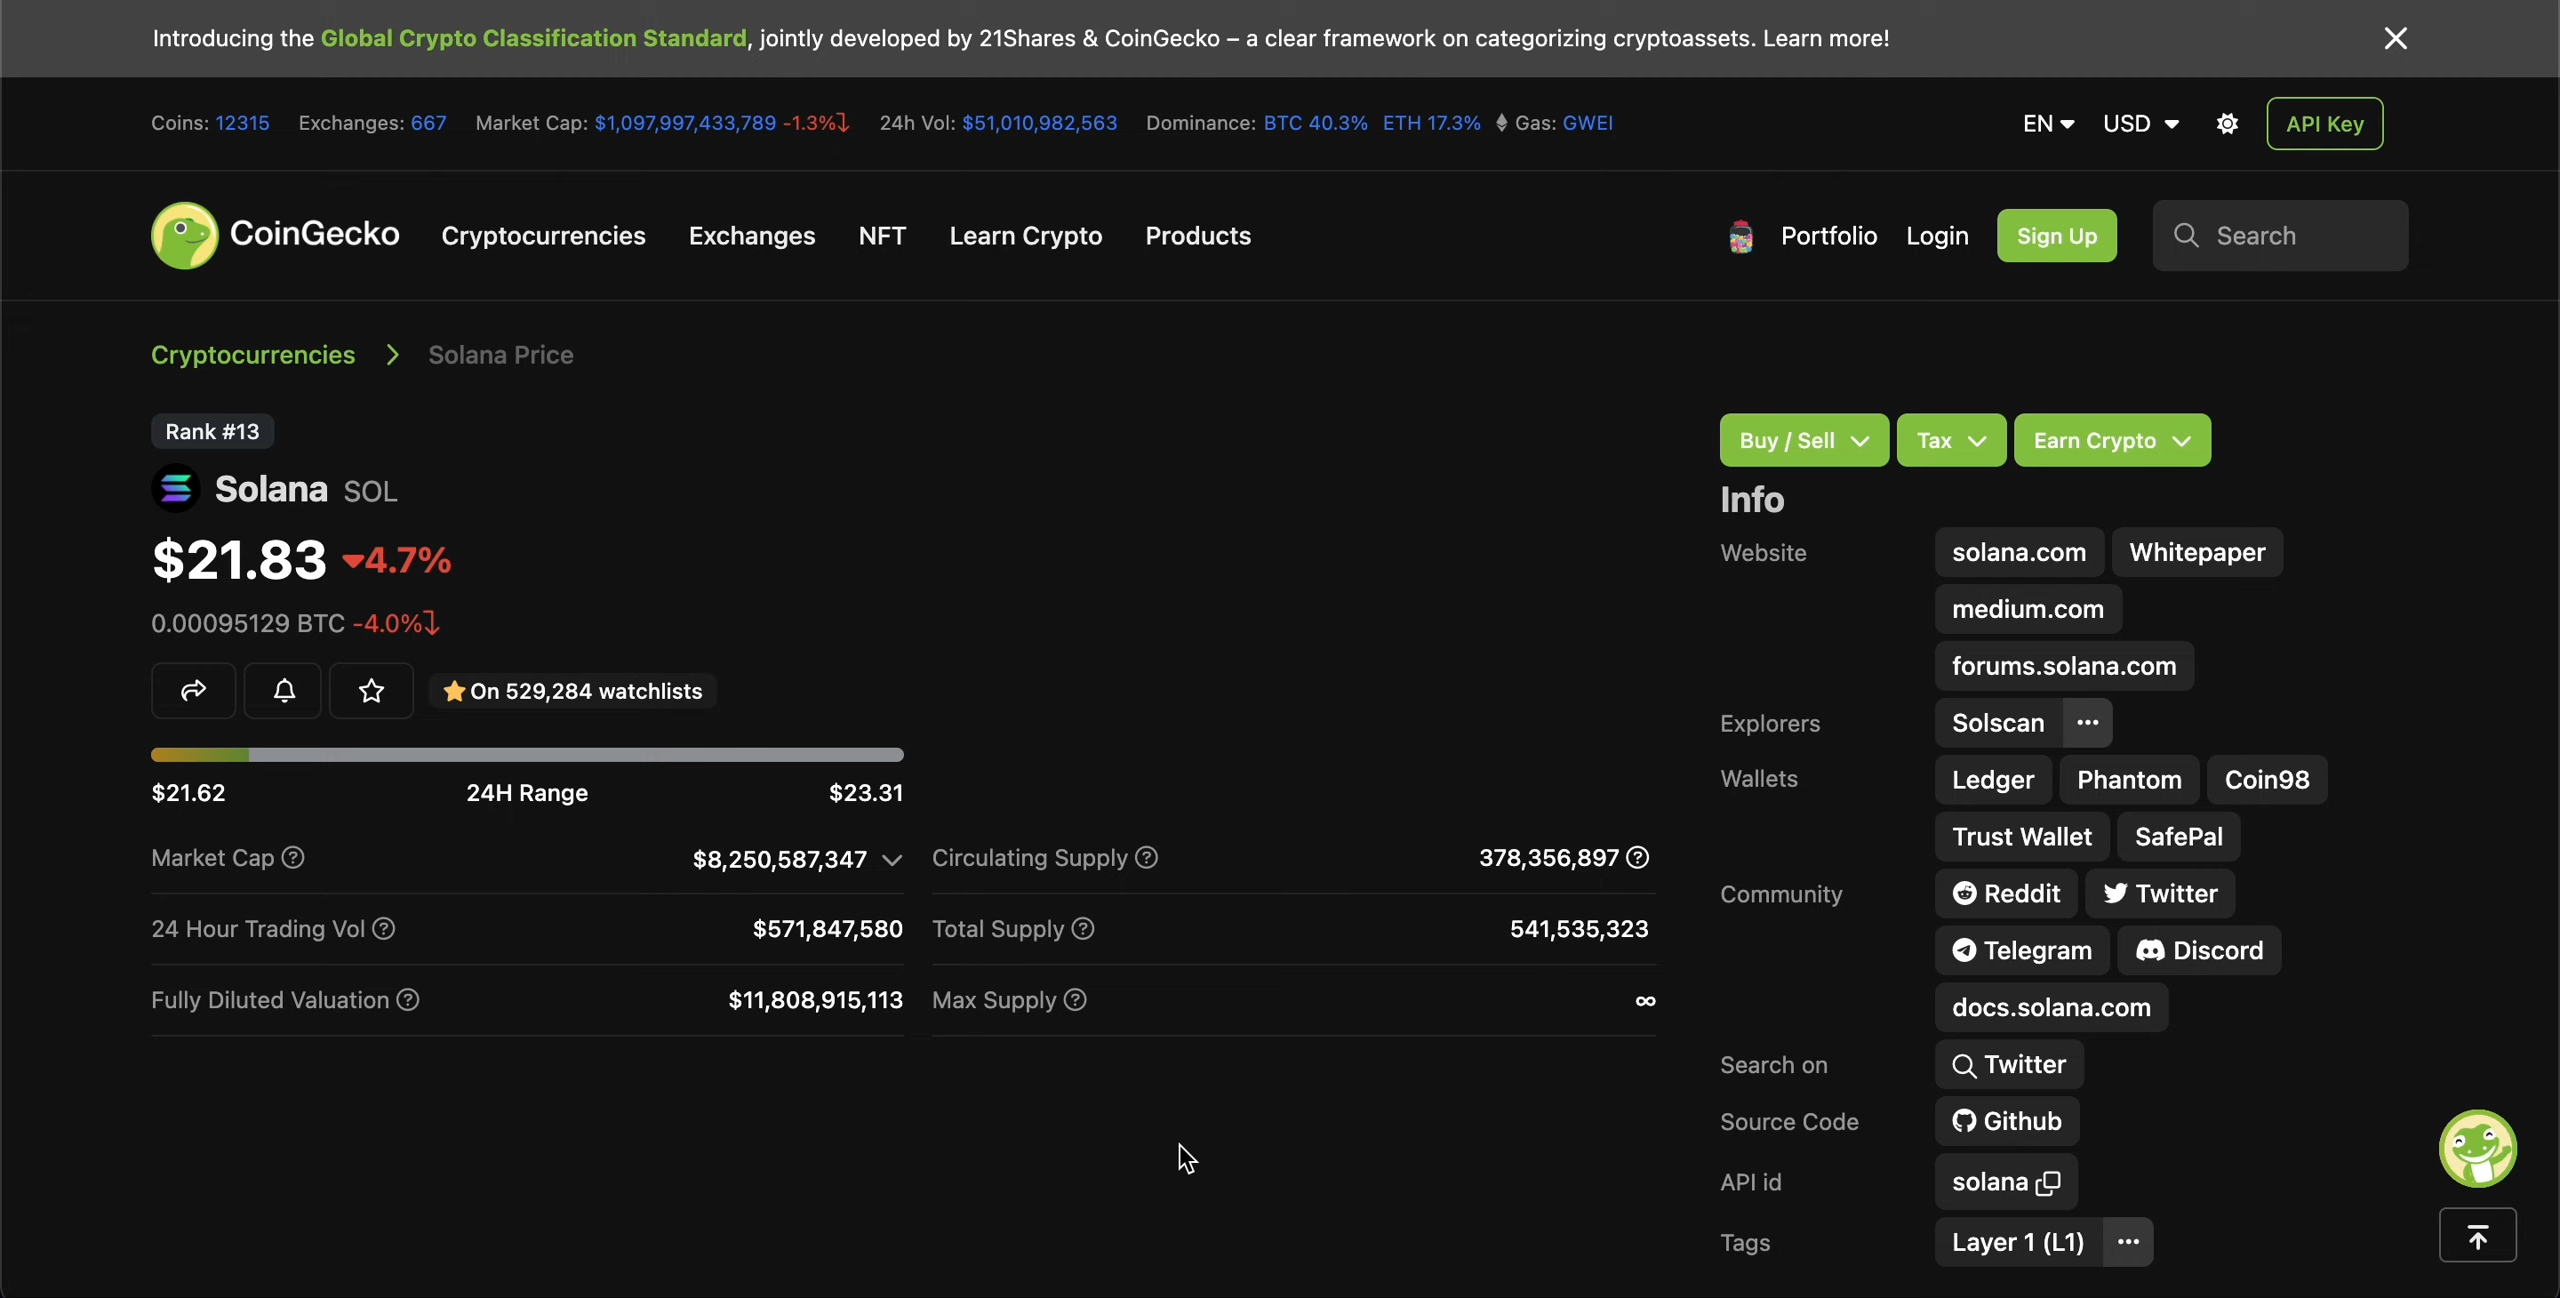 Introducing the Global Crypto Classification Standard, jointly developed by 21Shares & CoinGecko – a clear framework on categorizing cryptoassets. Learn more!
Coins: 12315 Exchanges: 667 Market Cap: $1,097,997,433,789 -1.3% 24h Vol: $51,010,982,563 Dominance: BTC 40.3% ETH 17.3% Gas: GWEI
EN USD API Key
CoinGecko Cryptocurrencies Exchanges NFT Learn Crypto Products
Portfolio Login Sign Up Search
Cryptocurrencies > Solana Price
Rank #13
Solana SOL
$21.83 4.7%
0.00095129 BTC -4.0%
On 529,284 watchlists
$21.62 24H Range $23.31
Market Cap $8,250,587,347
24 Hour Trading Vol $571,847,580
Fully Diluted Valuation $11,808,915,113
Circulating Supply 378,356,897
Total Supply 541,535,323
Max Supply ∞
Buy / Sell Tax Earn Crypto
Info
Website solana.com Whitepaper
medium.com
forums.solana.com
Explorers Solscan ...
Wallets Ledger Phantom Coin98
Trust Wallet SafePal
Community Reddit Twitter
Telegram Discord
docs.solana.com
Search on Twitter
Source Code Github
API id solana
Tags Layer 1 (L1) ...